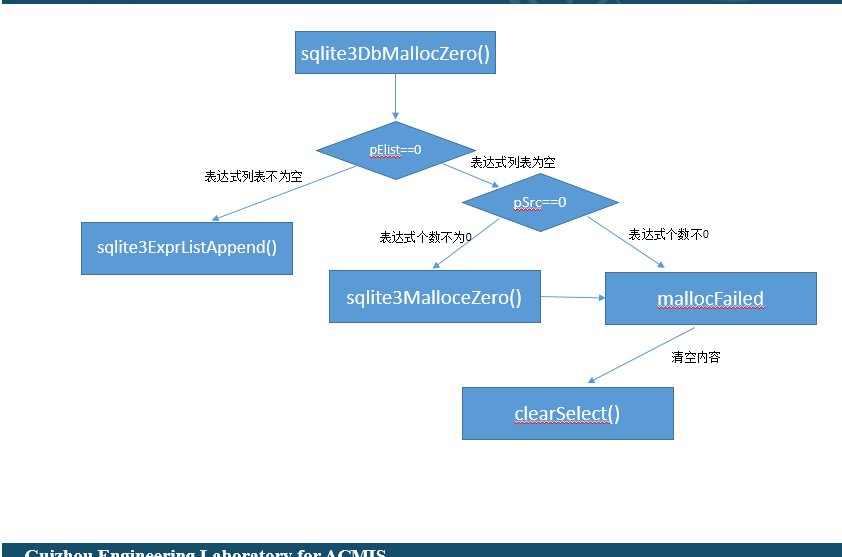 sqlite3DbMallocZero()
pElist==0
表达式列表不为空
表达式列表为空
pSrc==0
sqlite3ExprListAppend()
表达式个数不为0
表达式个数不0
sqlite3MalloceZero()
mallocFailed
清空内容
clearSelect()
Guizhou Engineering Laboratory for ACMIS